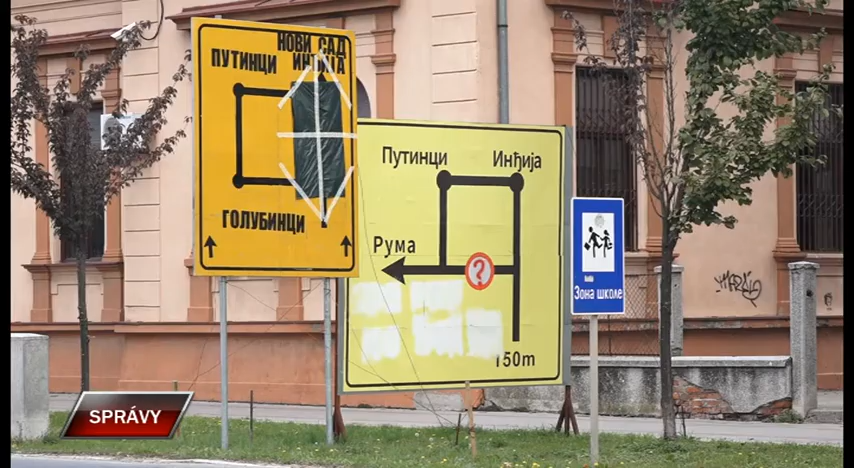 НОВИ САД
ПУТИНЦИ ИНЂИЈА
ГОЛУБИНЦИ
Путинци Инђија
Рума
?
150m
Зона школе
SPRÁVY